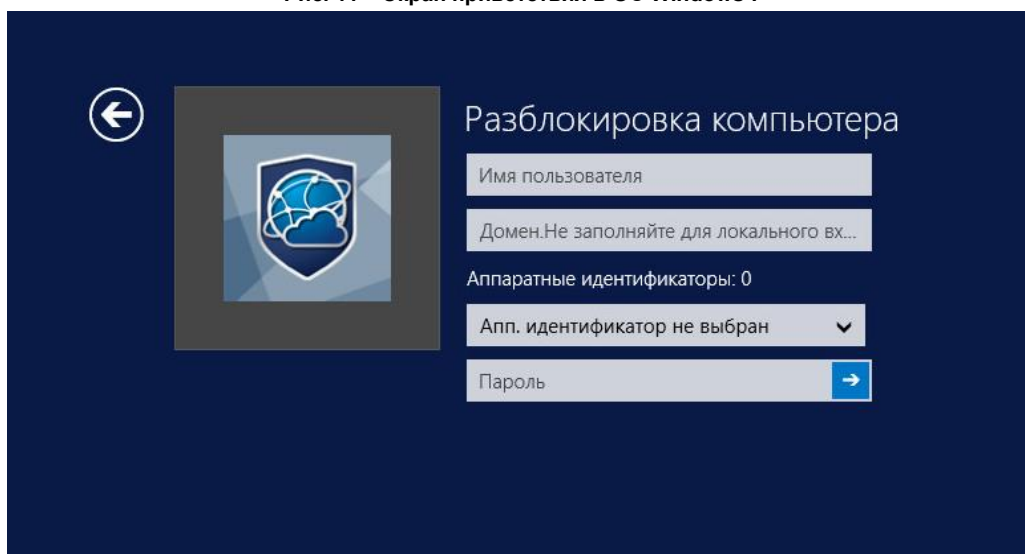 Разблокировка компьютера
Имя пользователя
Домен.Не заполняйте для локального вх...
Аппаратные идентификаторы: 0
Апп. идентификатор не выбран
Пароль